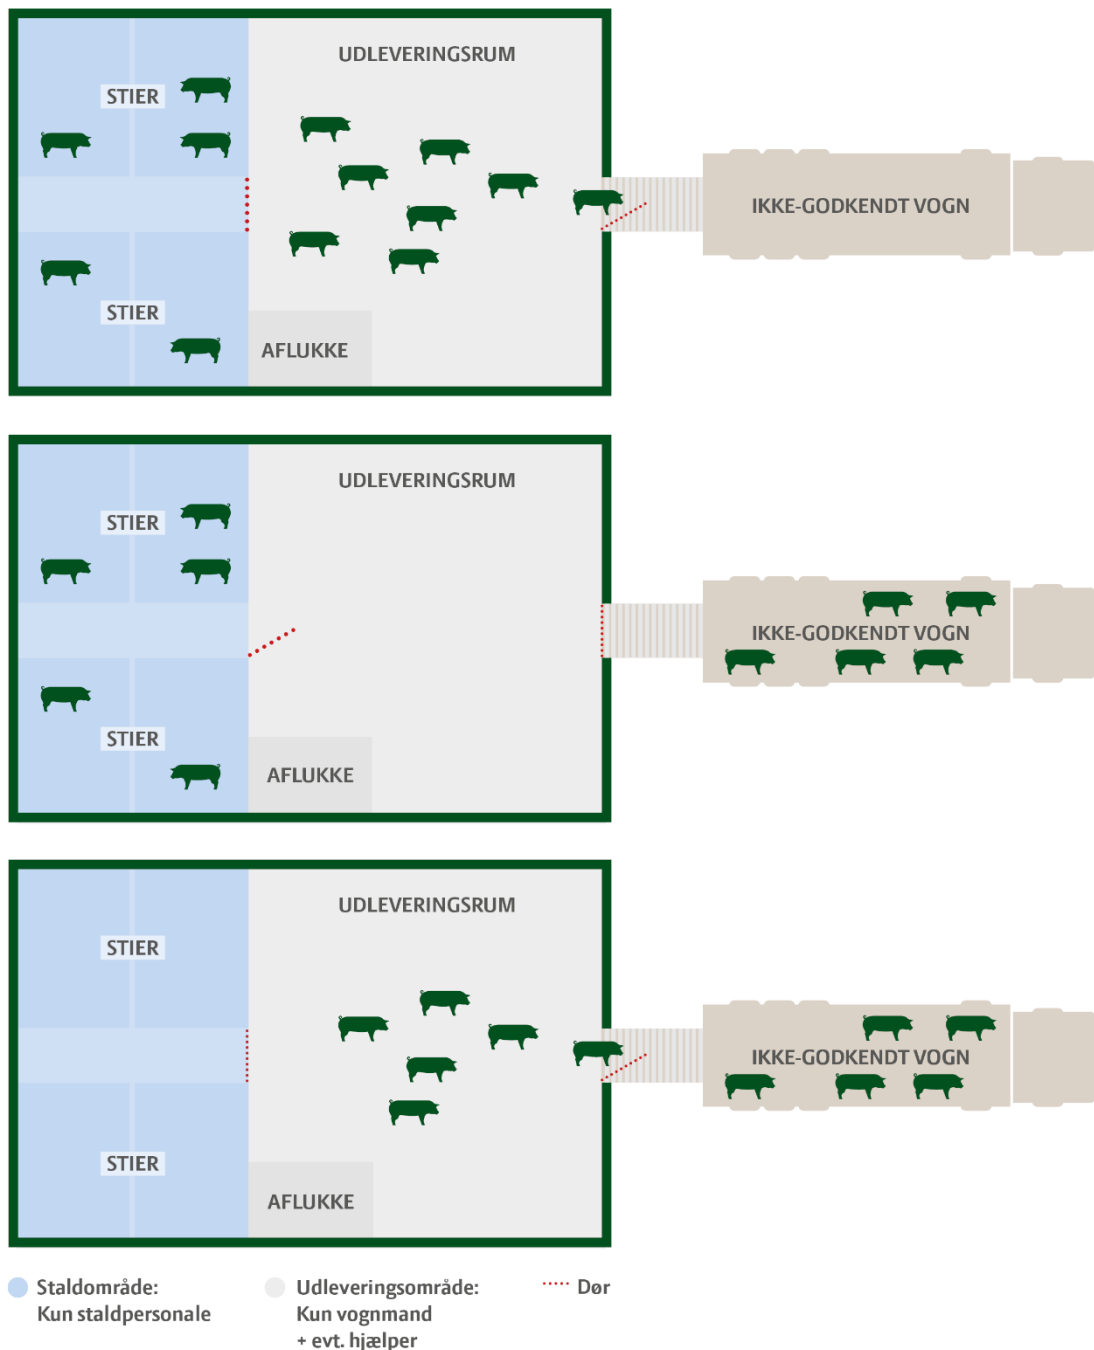 UDLEVERINGSRUM
STIER
IKKE-GODKENDT VOGN
STIER
AFLUKKE
UDLEVERINGSRUM
STIER
IKKE-GODKENDT VOGN
STIER
AFLUKKE
UDLEVERINGSRUM
STIER
IKKE-GODKENDT VOGN
STIER
AFLUKKE
Staldområde:
Kun staldpersonale
Udleveringsområde:
Kun vognmand
+ evt. hjælper
Dør